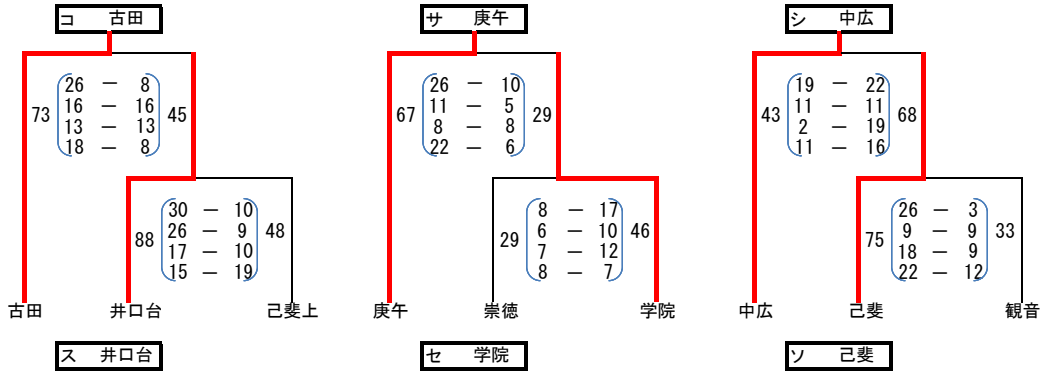 コ 古田
サ 庚午
シ 中広
73 26 ― 8 45
16 ― 16
13 ― 13
18 ― 8
67 26 ― 10 29
11 ― 5
8 ― 8
22 ― 6
43 19 ― 22 68
11 ― 11
2 ― 19
11 ― 16
88 30 ― 10 48
26 ― 9
17 ― 10
15 ― 19
29 8 ― 17 46
6 ― 10
7 ― 12
8 ― 7
75 26 ― 3 33
9 ― 9
18 ― 9
22 ― 12
古田 井口台 己斐上
庚午 崇徳 学院
中広 己斐 観音
ス 井口台
セ 学院
ソ 己斐